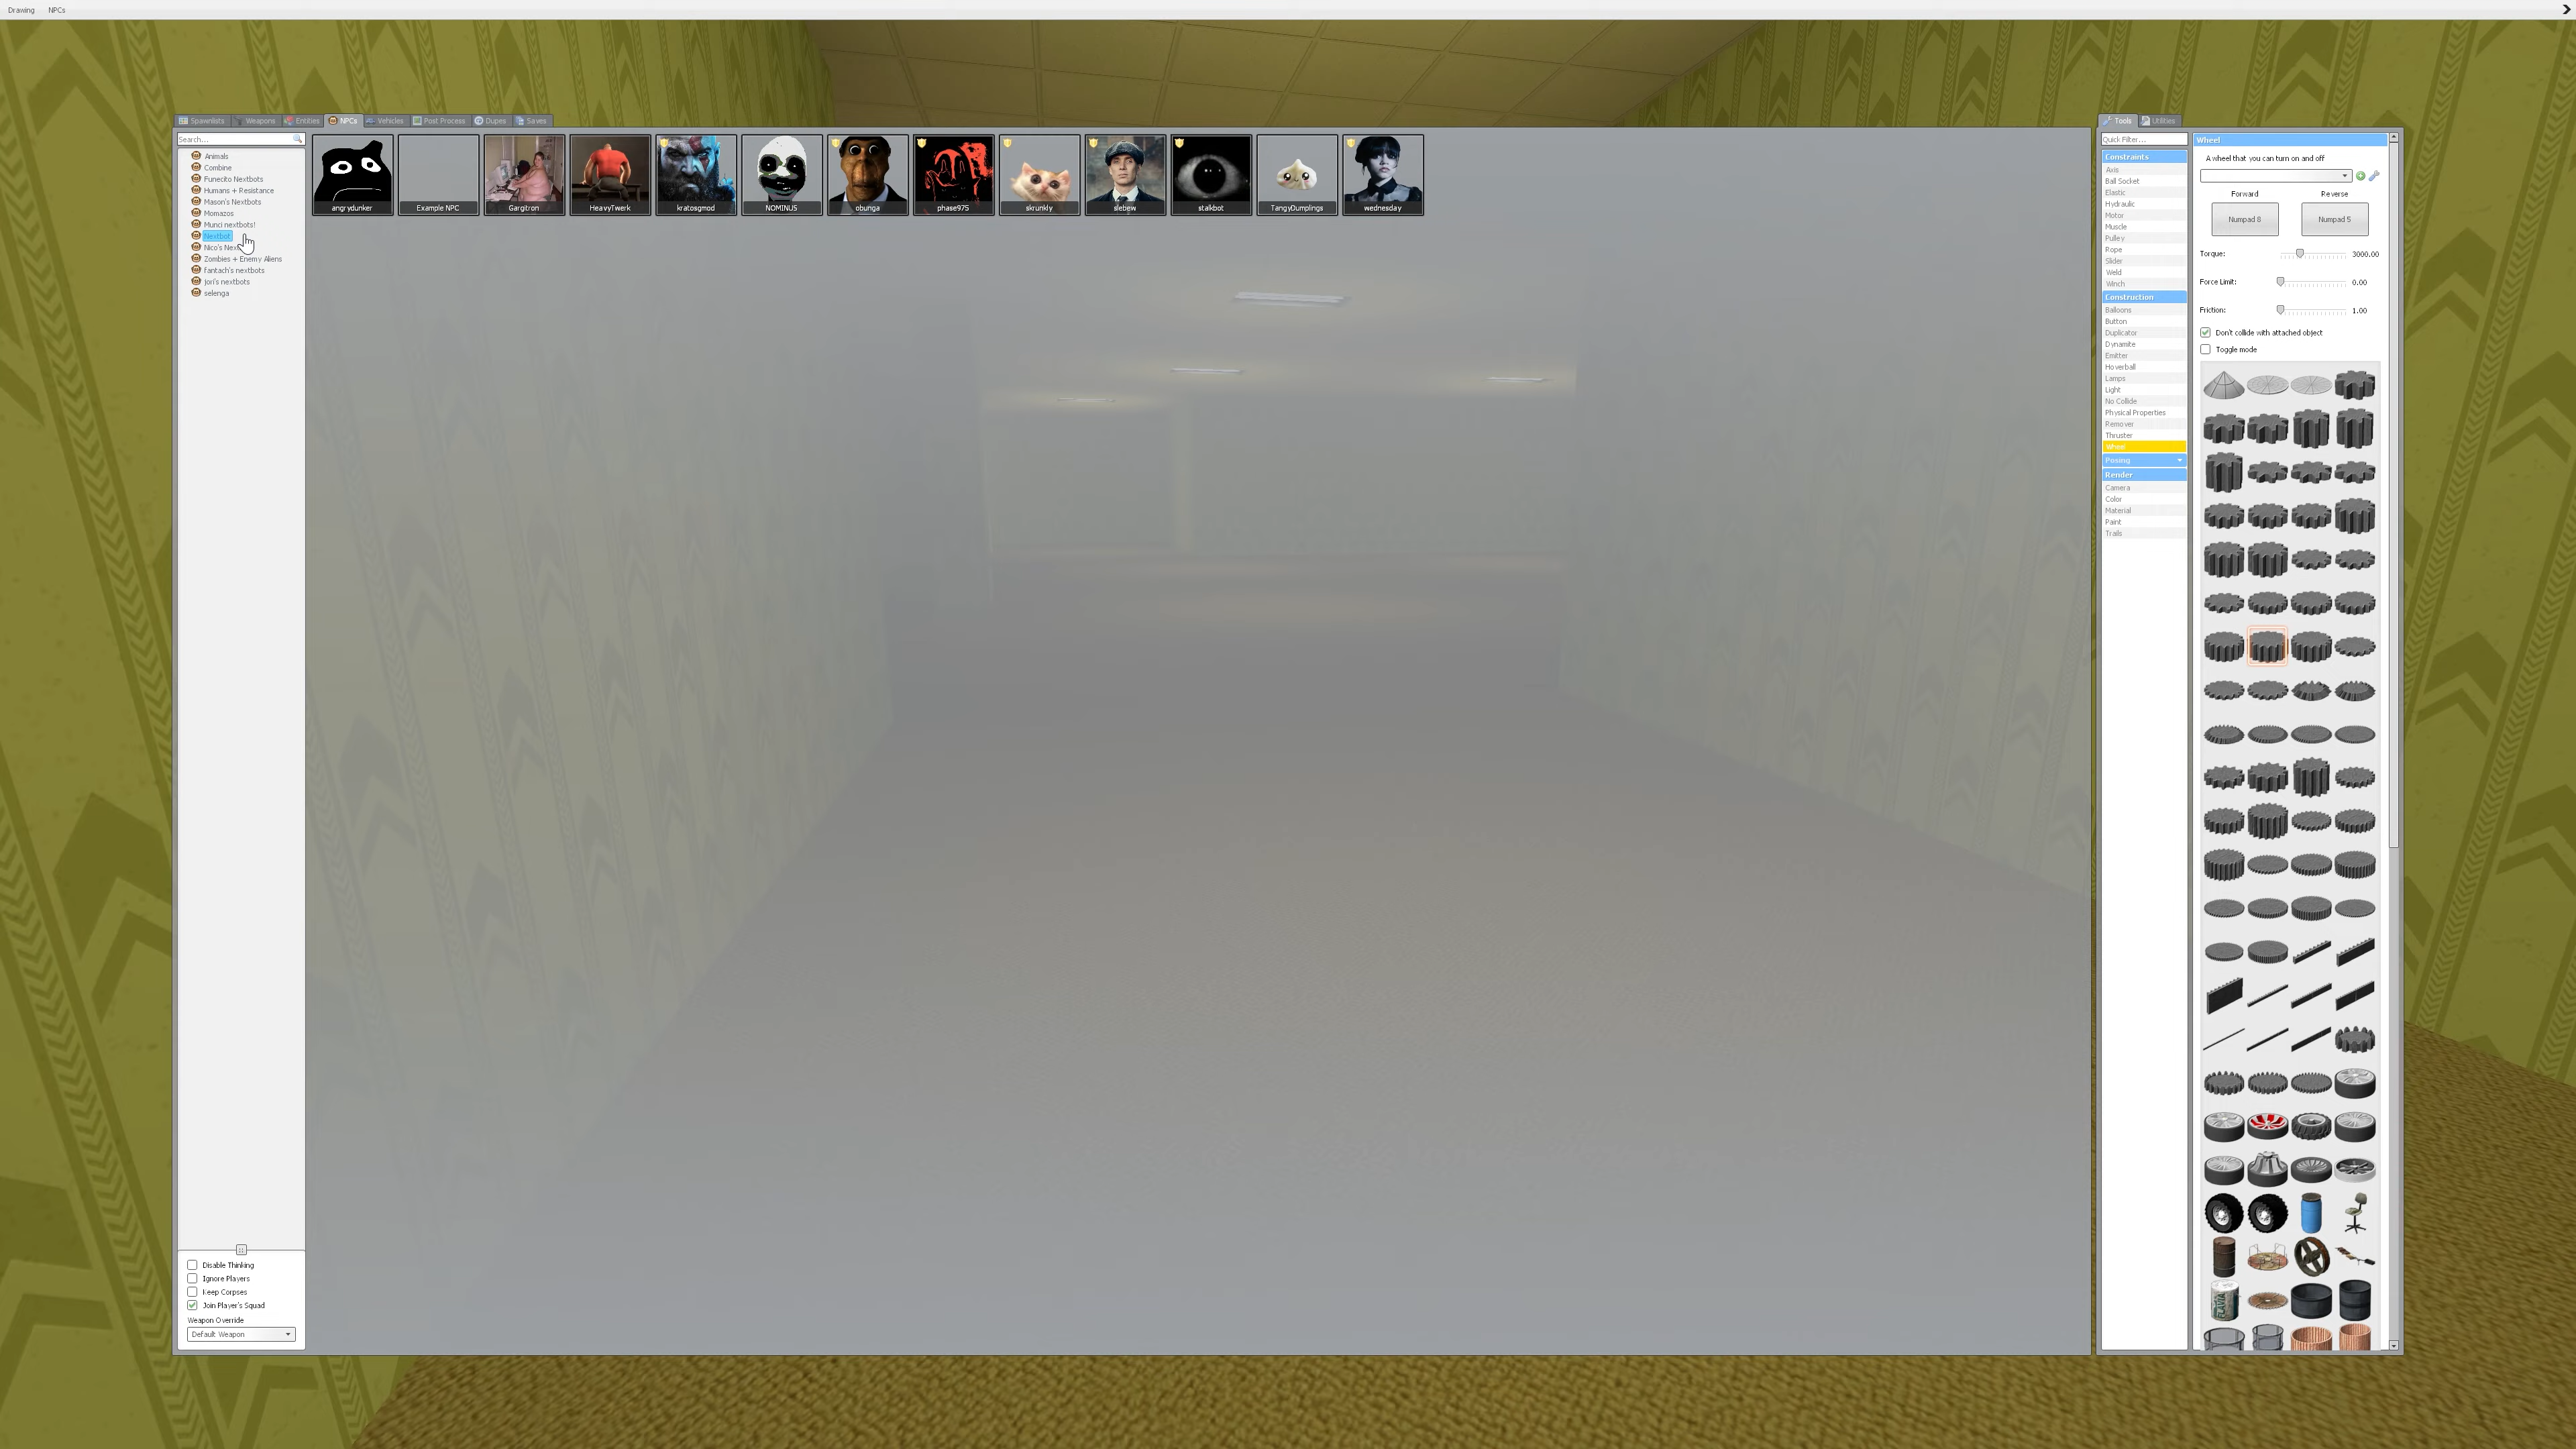 Drawing NPCs
Spawnlists Weapons Entities NPCs Vehicles Post Process Dupes Saves
Search...
Animals
Combine
Funecito Nextbots
Humans + Resistance
Mason's Nextbots
Momazos
Munci nextbots!
Nextbot
Nico's Nex
Zombies + Enemy Aliens
fantach's nextbots
jori's nextbots
selenga
angrydunker Example NPC Gargitron HeavyTwerk kratosgmod NOMINUS obunga phase975 skrunkly slebew stalkbot TangyDumplings wednesday
Disable Thinking
Ignore Players
Keep Corpses
Join Player's Squad
Weapon Override
Default Weapon
Tools Utilities
Quick Filter...
Constraints
Axis
Ball Socket
Elastic
Hydraulic
Motor
Muscle
Pulley
Rope
Slider
Weld
Winch
Construction
Balloons
Button
Duplicator
Dynamite
Emitter
Hoverball
Lamps
Light
No Collide
Physical Properties
Remover
Thruster
Wheel
Posing
Render
Camera
Color
Material
Paint
Trails
Wheel
A wheel that you can turn on and off
Forward Reverse
Numpad 8 Numpad 5
Torque: 3000.00
Force Limit: 0.00
Friction: 1.00
Don't collide with attached object
Toggle mode